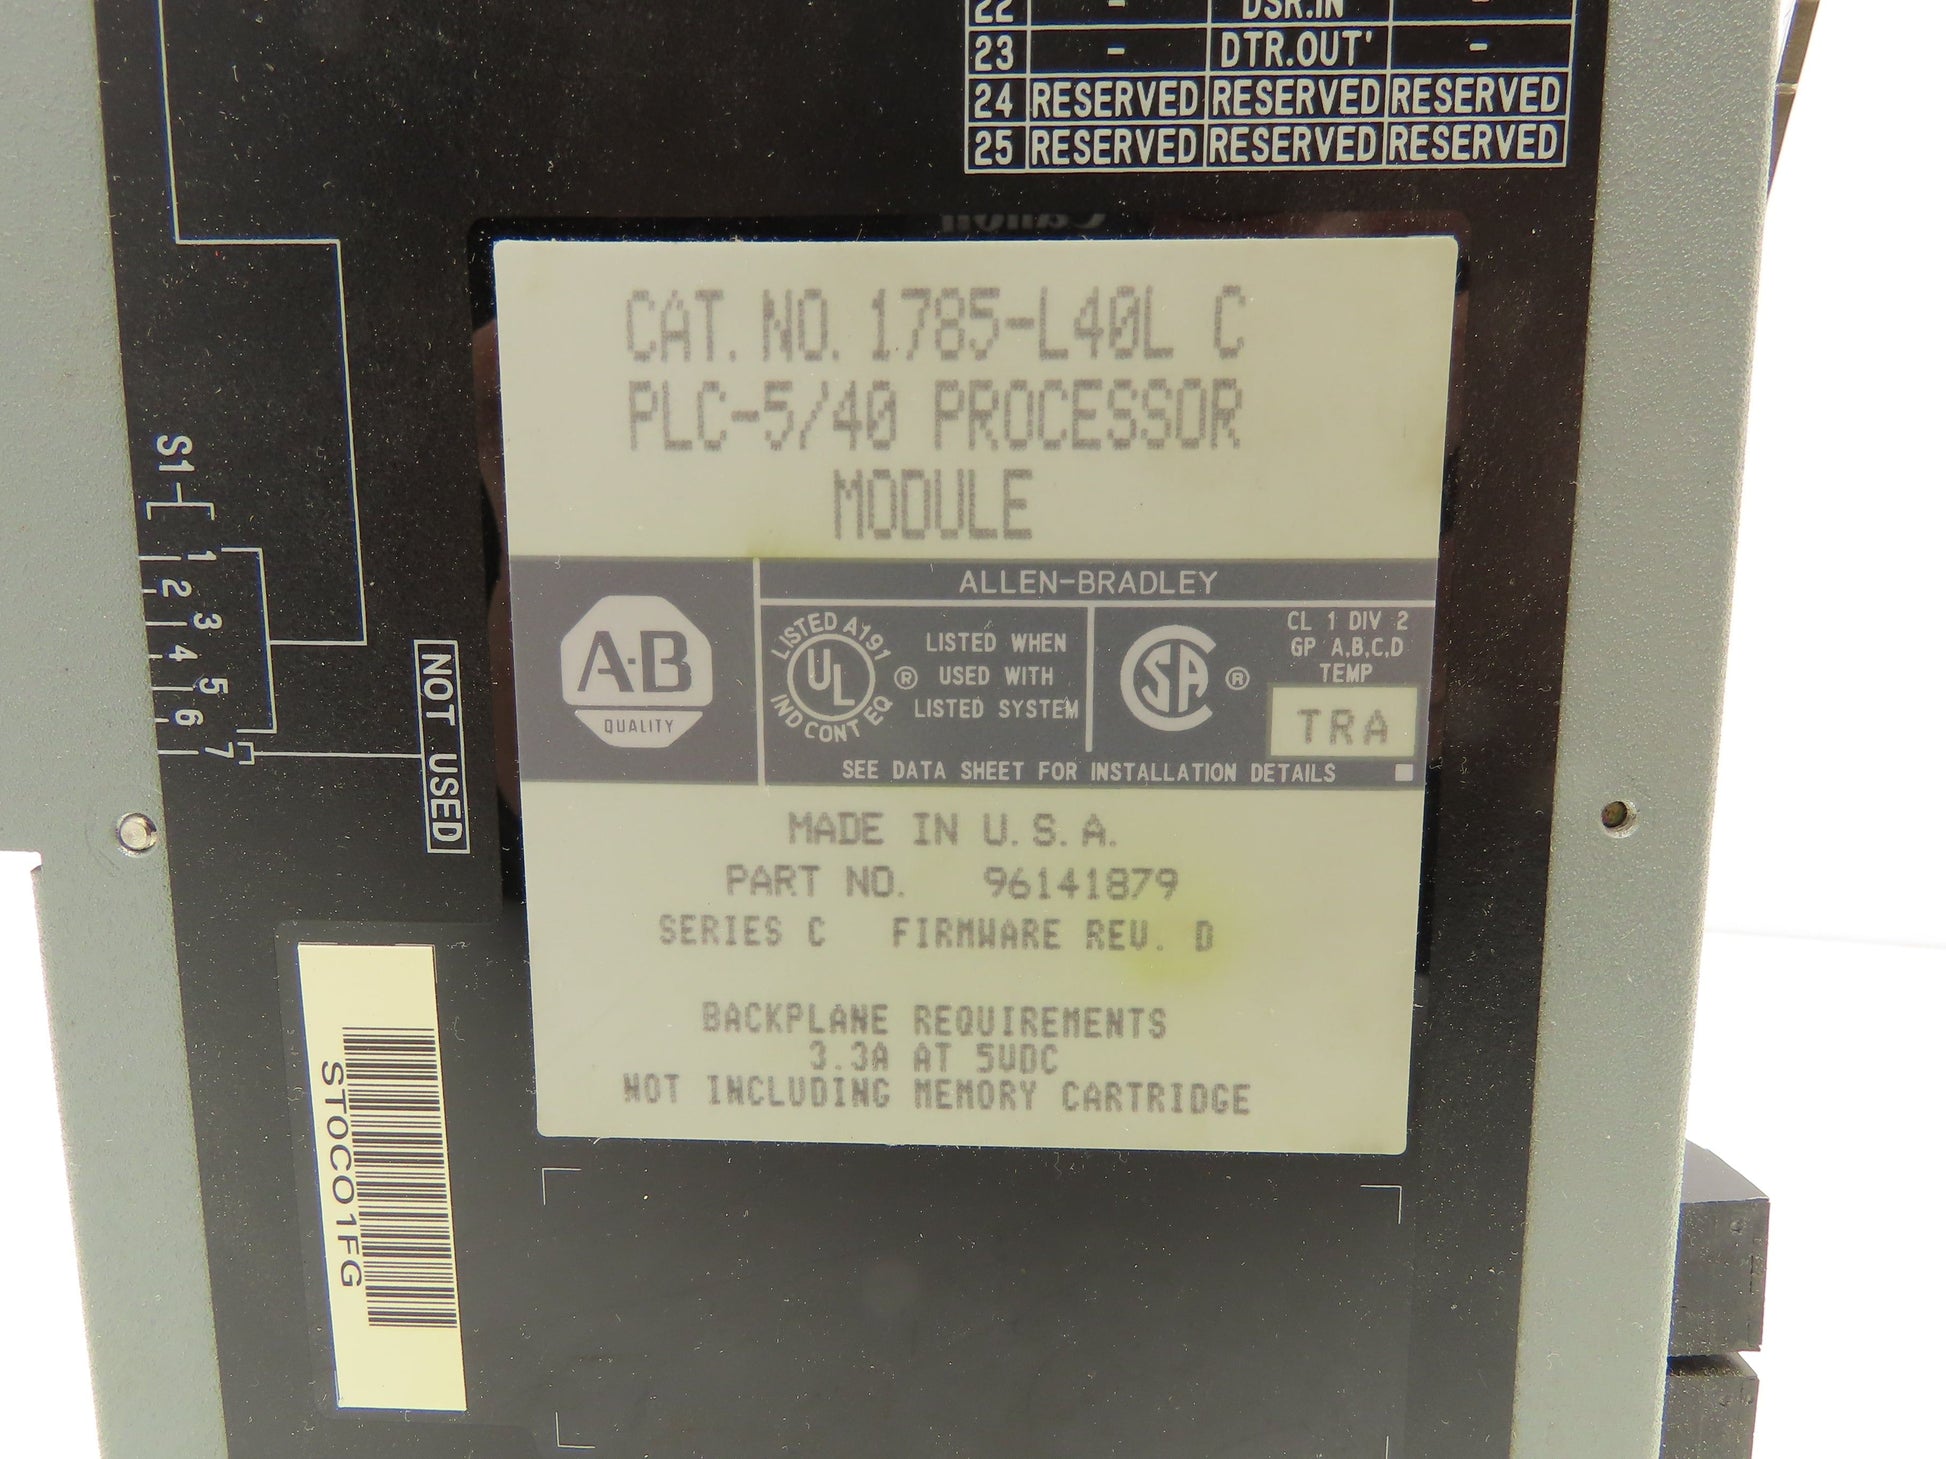 22 - DSR.IN -
23 - DTR.OUT' -
24 RESERVED RESERVED RESERVED
25 RESERVED RESERVED RESERVED
CAT. NO. 1785-L40L C
PLC-5/40 PROCESSOR
MODULE
ALLEN-BRADLEY
A-B
QUALITY
LISTED A191
UL
IND CONT EQ
®
LISTED WHEN
USED WITH
LISTED SYSTEM
CSA ®
CL 1 DIV 2
GP A,B,C,D
TEMP
TRA
SEE DATA SHEET FOR INSTALLATION DETAILS
MADE IN U.S.A.
PART NO. 96141879
SERIES C FIRMWARE REV. D
BACKPLANE REQUIREMENTS
3.3A AT 5VDC
NOT INCLUDING MEMORY CARTRIDGE
S1
1
2
3
4
5
6
7
NOT USED
ST0CO1FG
Canon